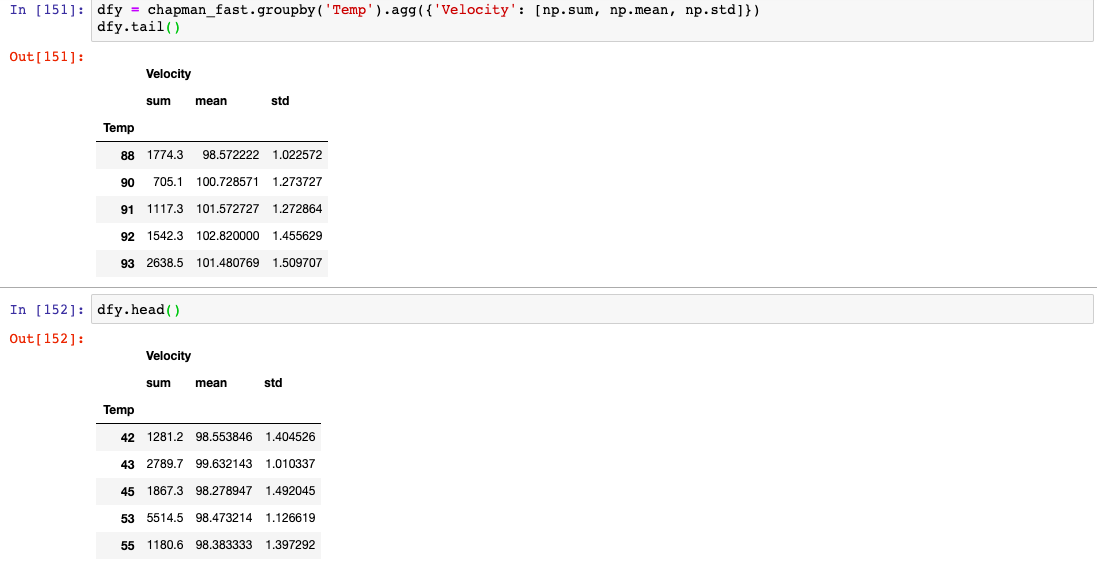 In [151]: dfy = chapman_fast.groupby('Temp').agg({'Velocity': [np.sum, np.mean, np.std]})
dfy.tail()
Out[151]:
Velocity
sum mean std
Temp
88 1774.3 98.572222 1.022572
90 705.1 100.728571 1.273727
91 1117.3 101.572727 1.272864
92 1542.3 102.820000 1.455629
93 2638.5 101.480769 1.509707
In [152]: dfy.head()
Out[152]:
Velocity
sum mean std
Temp
42 1281.2 98.553846 1.404526
43 2789.7 99.632143 1.010337
45 1867.3 98.278947 1.492045
53 5514.5 98.473214 1.126619
55 1180.6 98.383333 1.397292